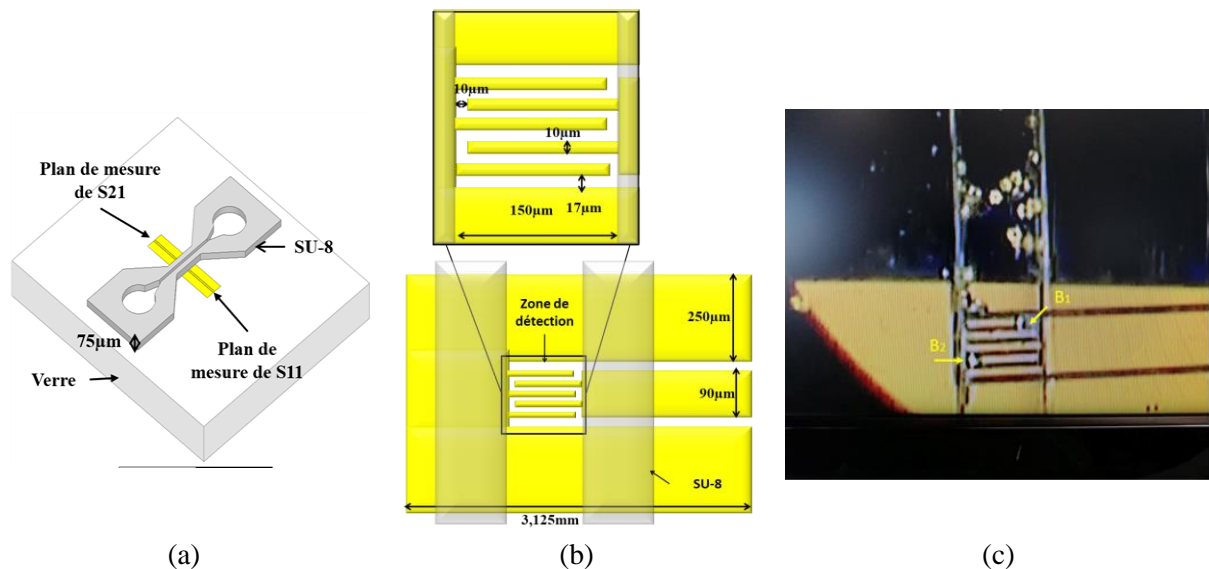 Plan de mesure
de S21
SU-8
75µm
Verre
Plan de
mesure de S11
(a)
10µm
10µm
150µm
17µm
Zone de
détection
250µm
90µm
SU-8
3,125mm
(b)
B1
B2
(c)